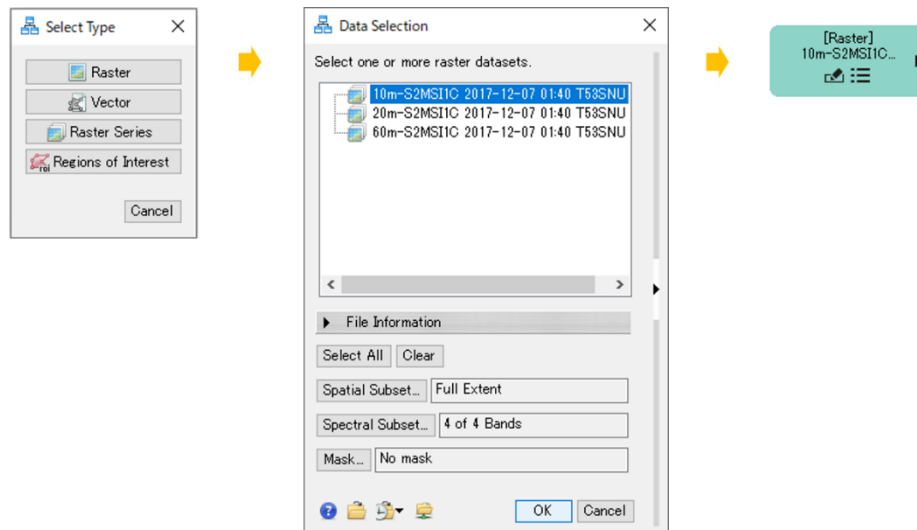 Select Type
Raster
Vector
Raster Series
roi Regions of Interest
Cancel
Data Selection
Select one or more raster datasets.
10m-S2MSI1C 2017-12-07 01:40 T53SNU
20m-S2MSI1C 2017-12-07 01:40 T53SNU
60m-S2MSI1C 2017-12-07 01:40 T53SNU
File Information
Select All Clear
Spatial Subset... Full Extent
Spectral Subset... 4 of 4 Bands
Mask... No mask
OK Cancel
[Raster]
10m-S2MSI1C...